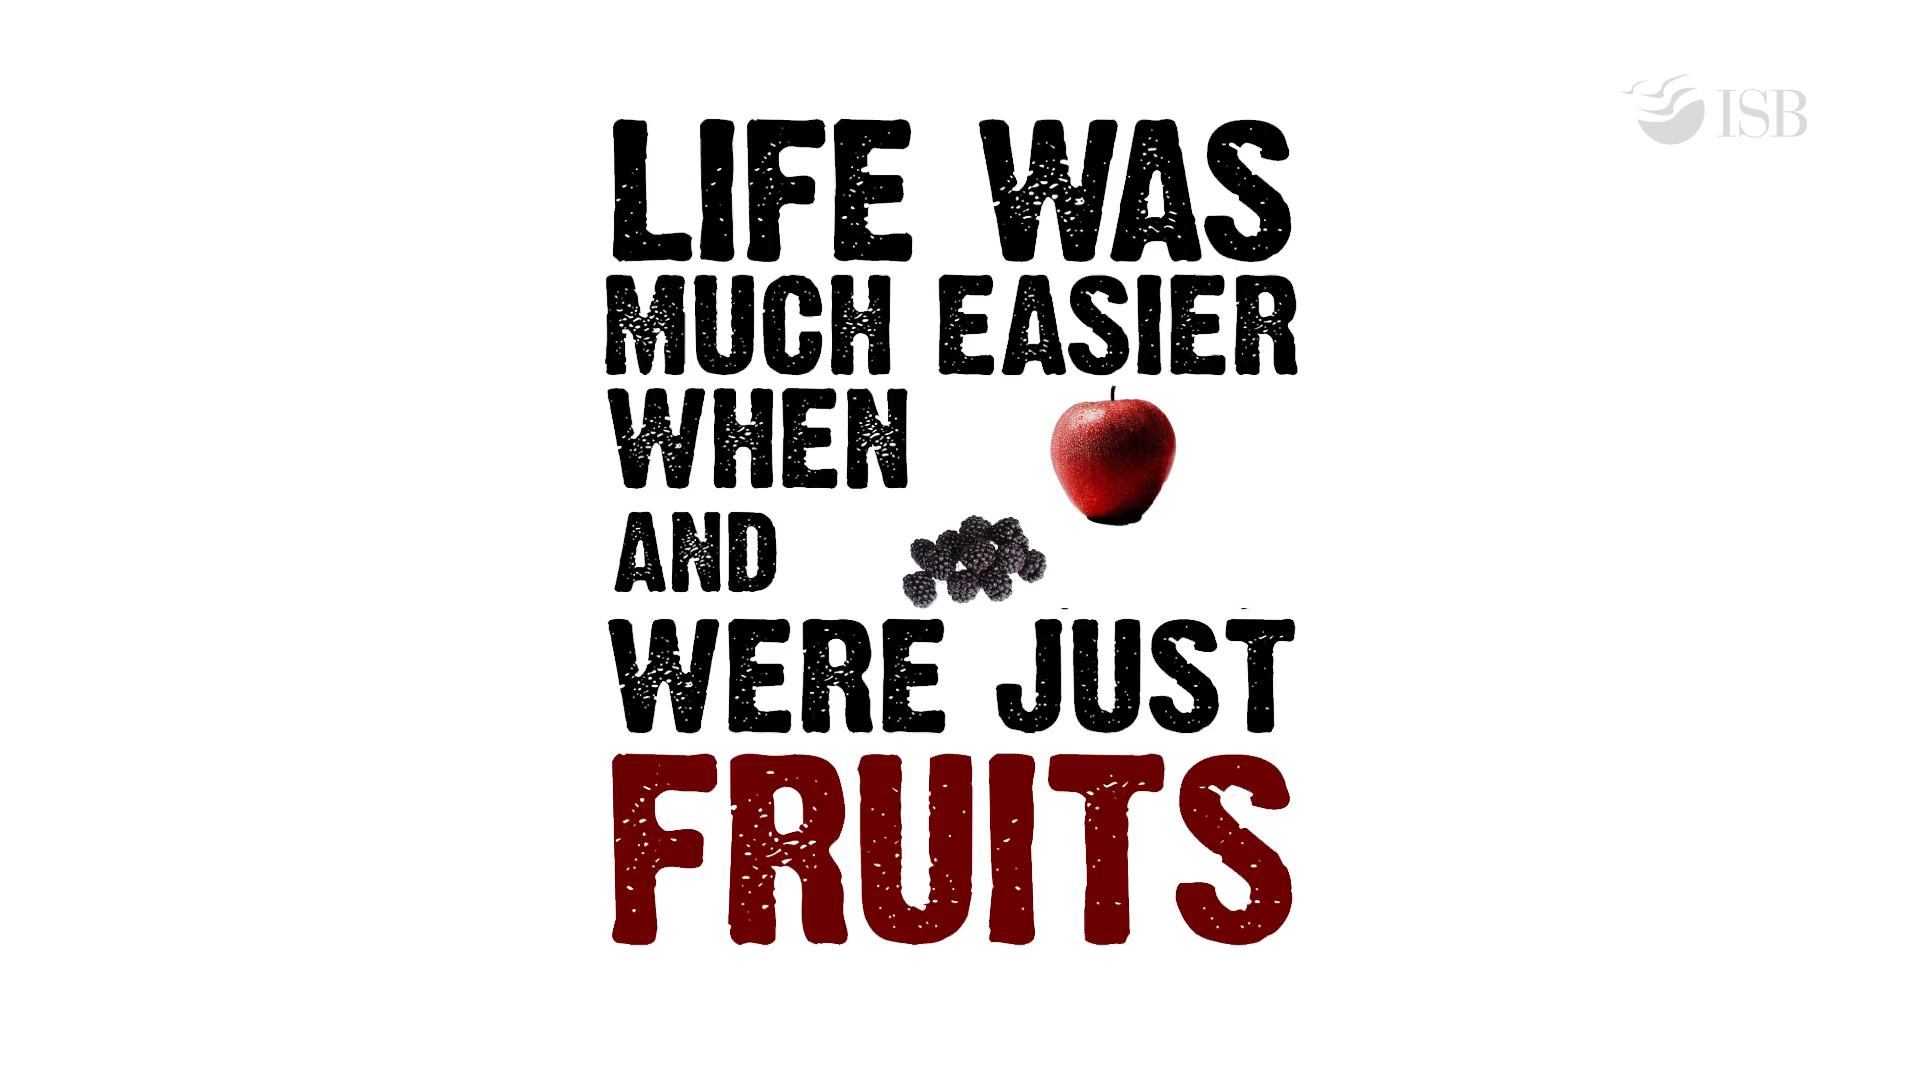 ISB
LIFE WAS
MUCH EASIER
WHEN
AND
WERE JUST
FRUITS